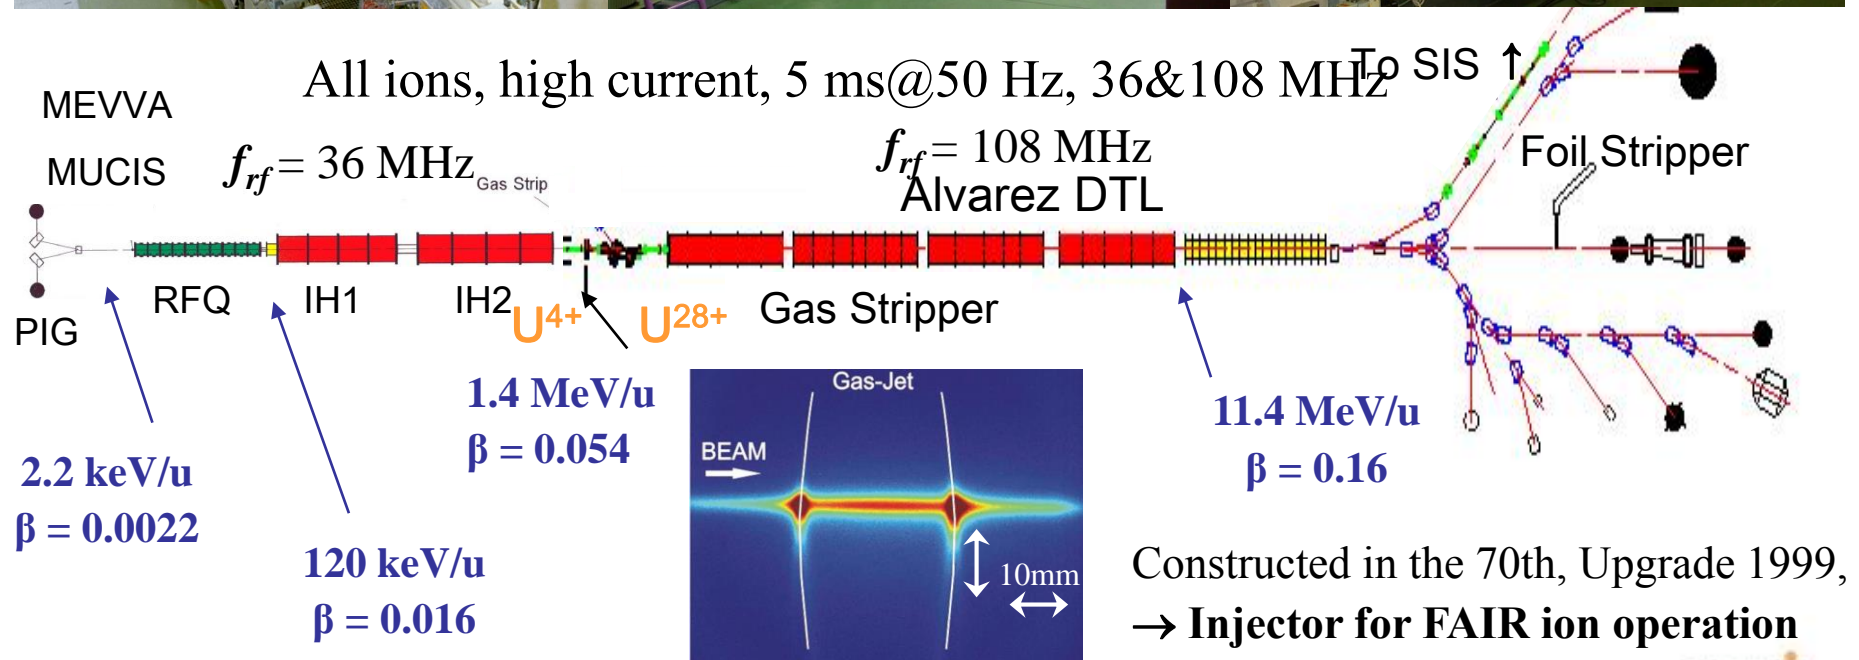 All ions, high current, 5 ms@50 Hz, 36&108 MHz
To SIS ↑
MEVVA
MUCIS
f_rf = 36 MHz
Gas Strip
f_rf = 108 MHz
Alvarez DTL
Foil Stripper
PIG
RFQ
IH1
IH2
U4+
U28+
Gas Stripper
2.2 keV/u
β = 0.0022
120 keV/u
β = 0.016
1.4 MeV/u
β = 0.054
Gas-Jet
BEAM
10mm
11.4 MeV/u
β = 0.16
Constructed in the 70th, Upgrade 1999,
→ Injector for FAIR ion operation